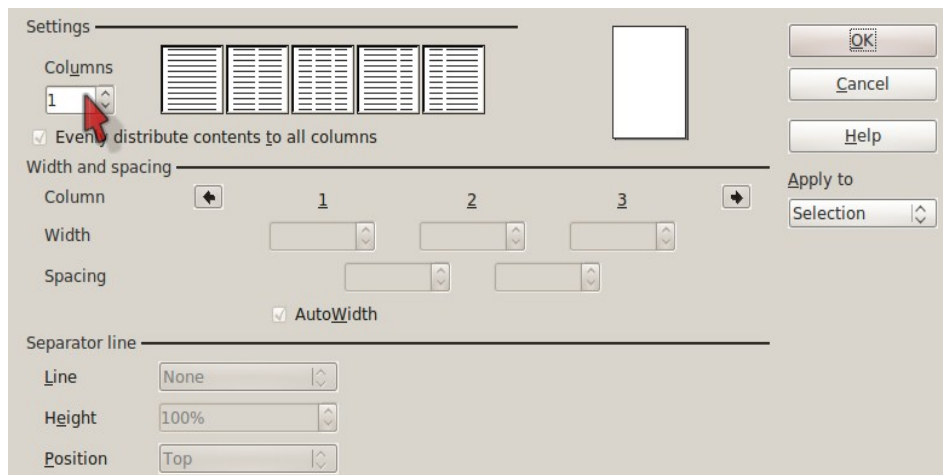 Settings
OK
Columns
Cancel
1
Evenly distribute contents to all columns
Help
Width and spacing
Apply to
Column 1 2 3
Selection
Width
Spacing
AutoWidth
Separator line
Line None
Height 100%
Position Top